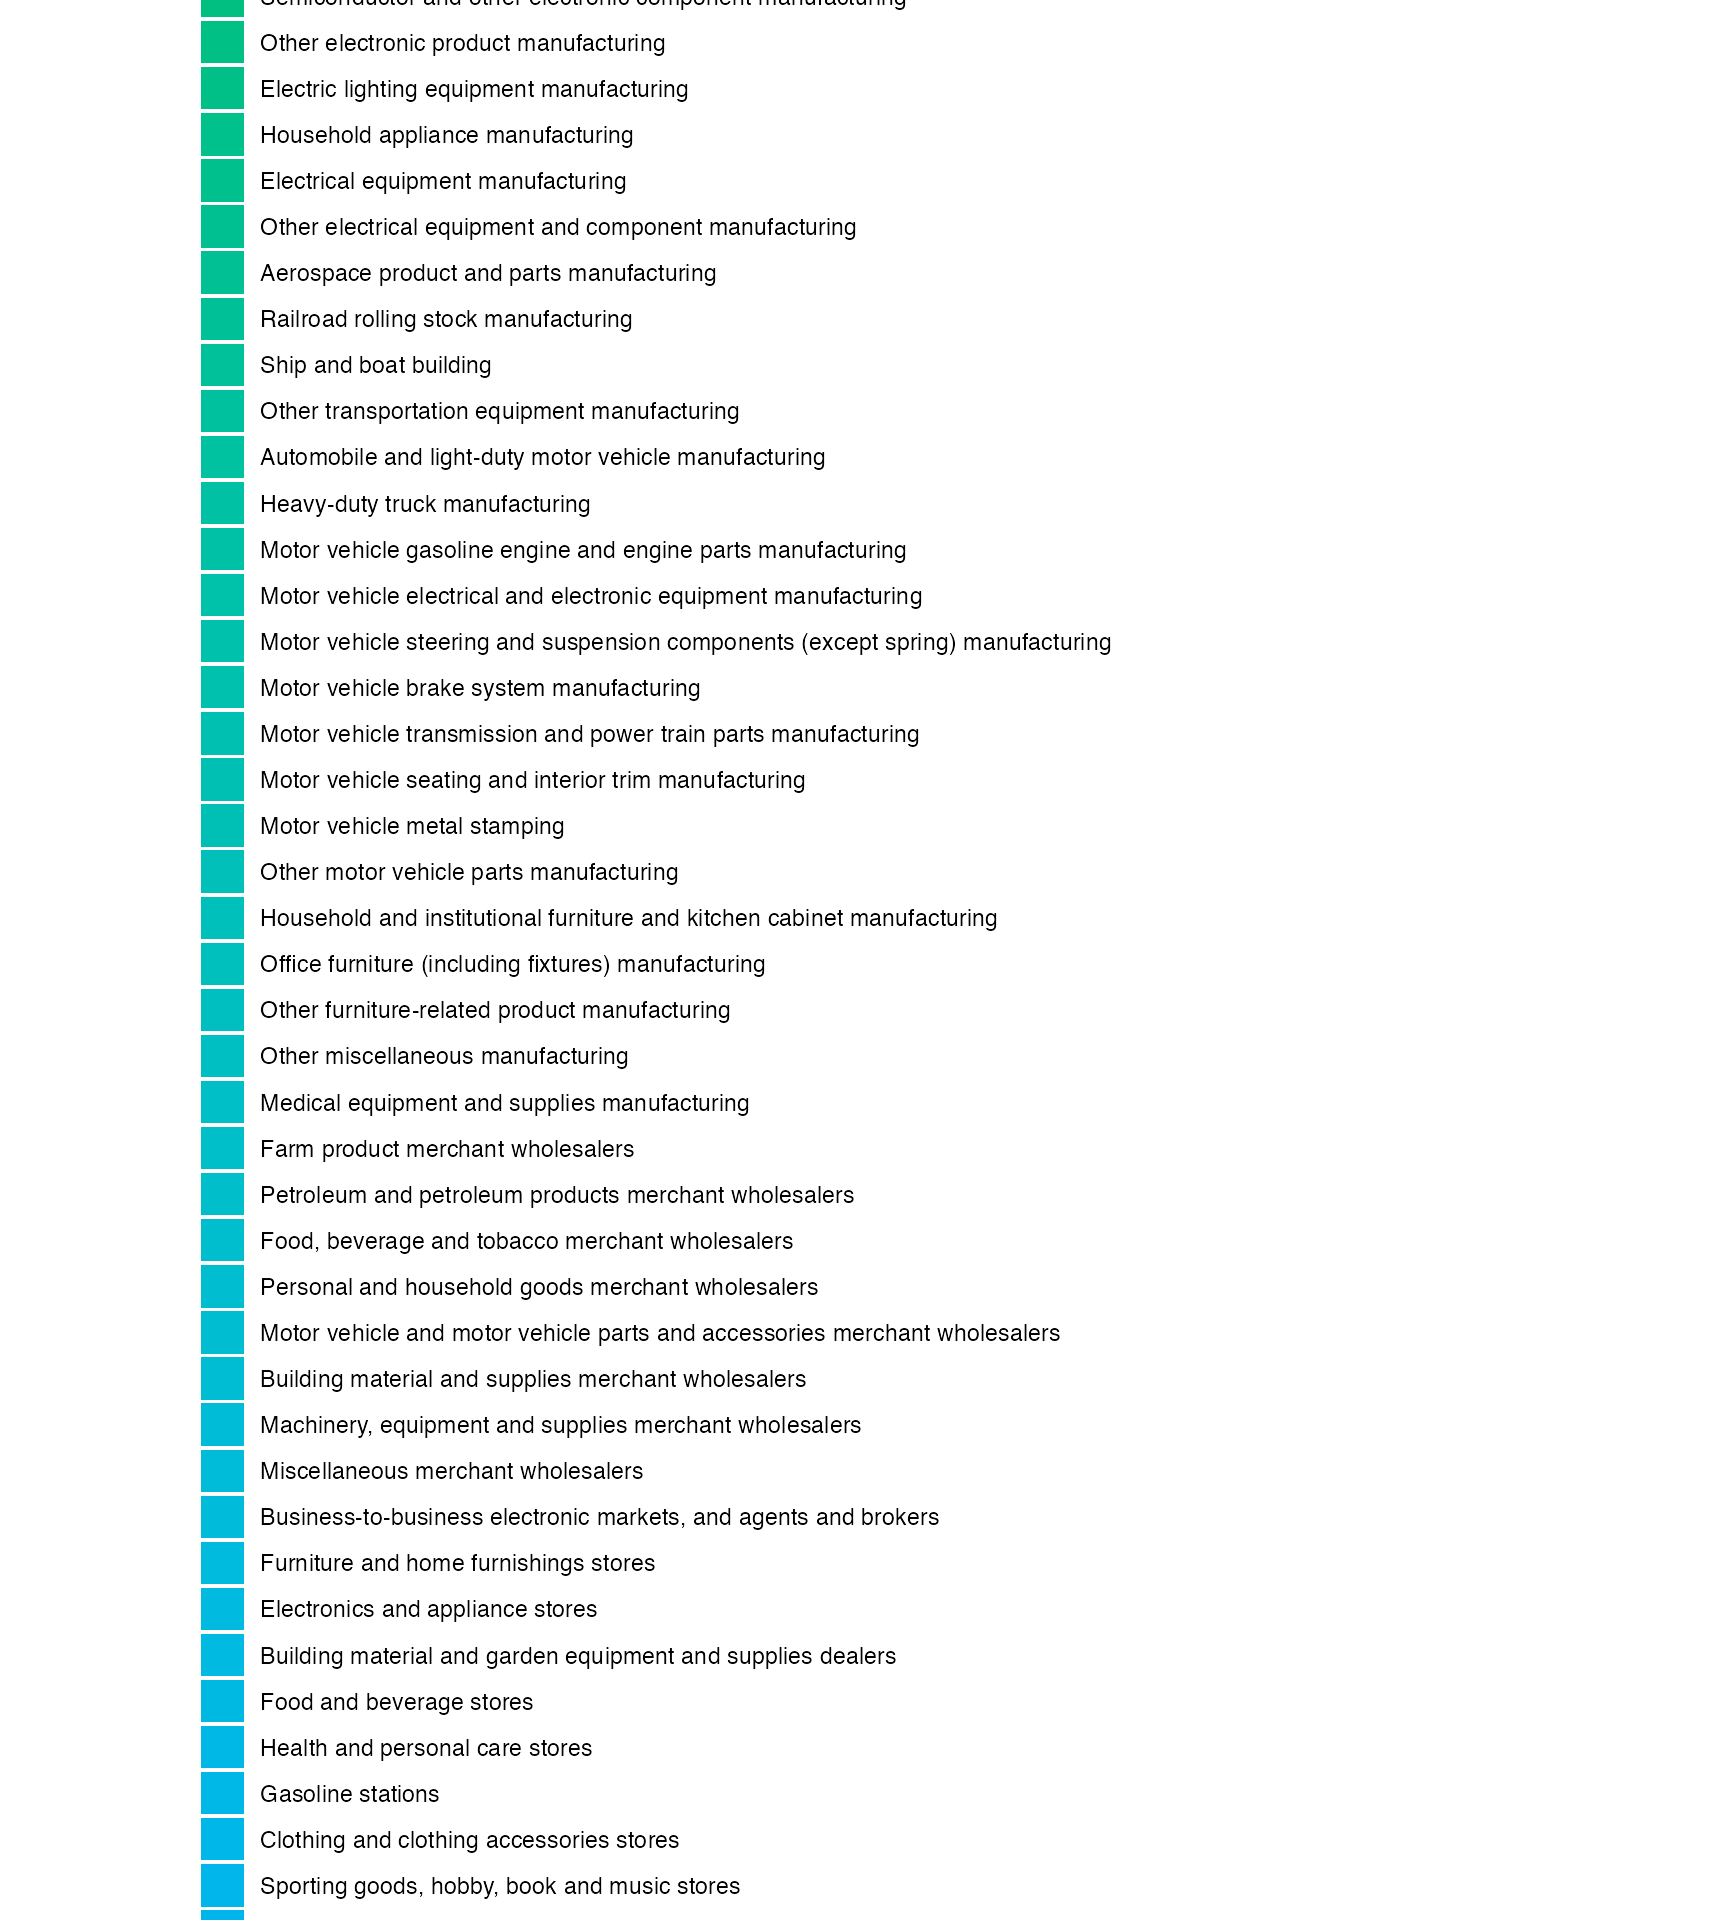 Semiconductor and other electronic component manufacturing
Other electronic product manufacturing
Electric lighting equipment manufacturing
Household appliance manufacturing
Electrical equipment manufacturing
Other electrical equipment and component manufacturing
Aerospace product and parts manufacturing
Railroad rolling stock manufacturing
Ship and boat building
Other transportation equipment manufacturing
Automobile and light-duty motor vehicle manufacturing
Heavy-duty truck manufacturing
Motor vehicle gasoline engine and engine parts manufacturing
Motor vehicle electrical and electronic equipment manufacturing
Motor vehicle steering and suspension components (except spring) manufacturing
Motor vehicle brake system manufacturing
Motor vehicle transmission and power train parts manufacturing
Motor vehicle seating and interior trim manufacturing
Motor vehicle metal stamping
Other motor vehicle parts manufacturing
Household and institutional furniture and kitchen cabinet manufacturing
Office furniture (including fixtures) manufacturing
Other furniture-related product manufacturing
Other miscellaneous manufacturing
Medical equipment and supplies manufacturing
Farm product merchant wholesalers
Petroleum and petroleum products merchant wholesalers
Food, beverage and tobacco merchant wholesalers
Personal and household goods merchant wholesalers
Motor vehicle and motor vehicle parts and accessories merchant wholesalers
Building material and supplies merchant wholesalers
Machinery, equipment and supplies merchant wholesalers
Miscellaneous merchant wholesalers
Business-to-business electronic markets, and agents and brokers
Furniture and home furnishings stores
Electronics and appliance stores
Building material and garden equipment and supplies dealers
Food and beverage stores
Health and personal care stores
Gasoline stations
Clothing and clothing accessories stores
Sporting goods, hobby, book and music stores